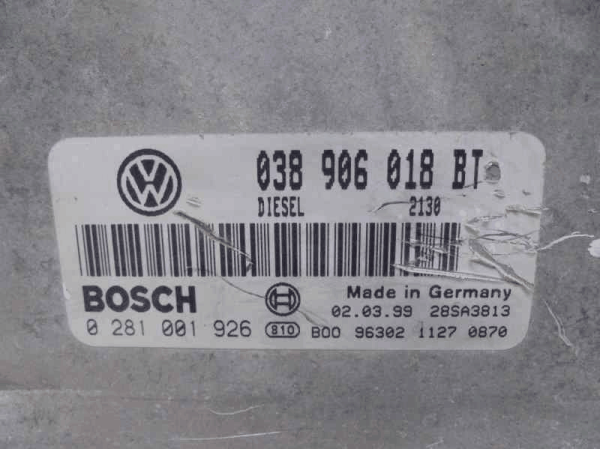 038 906 018 BT
DIESEL 2130
BOSCH Made in Germany
02.03.99 28SA3813
0 281 001 926 810 B00 96302 1127 0870